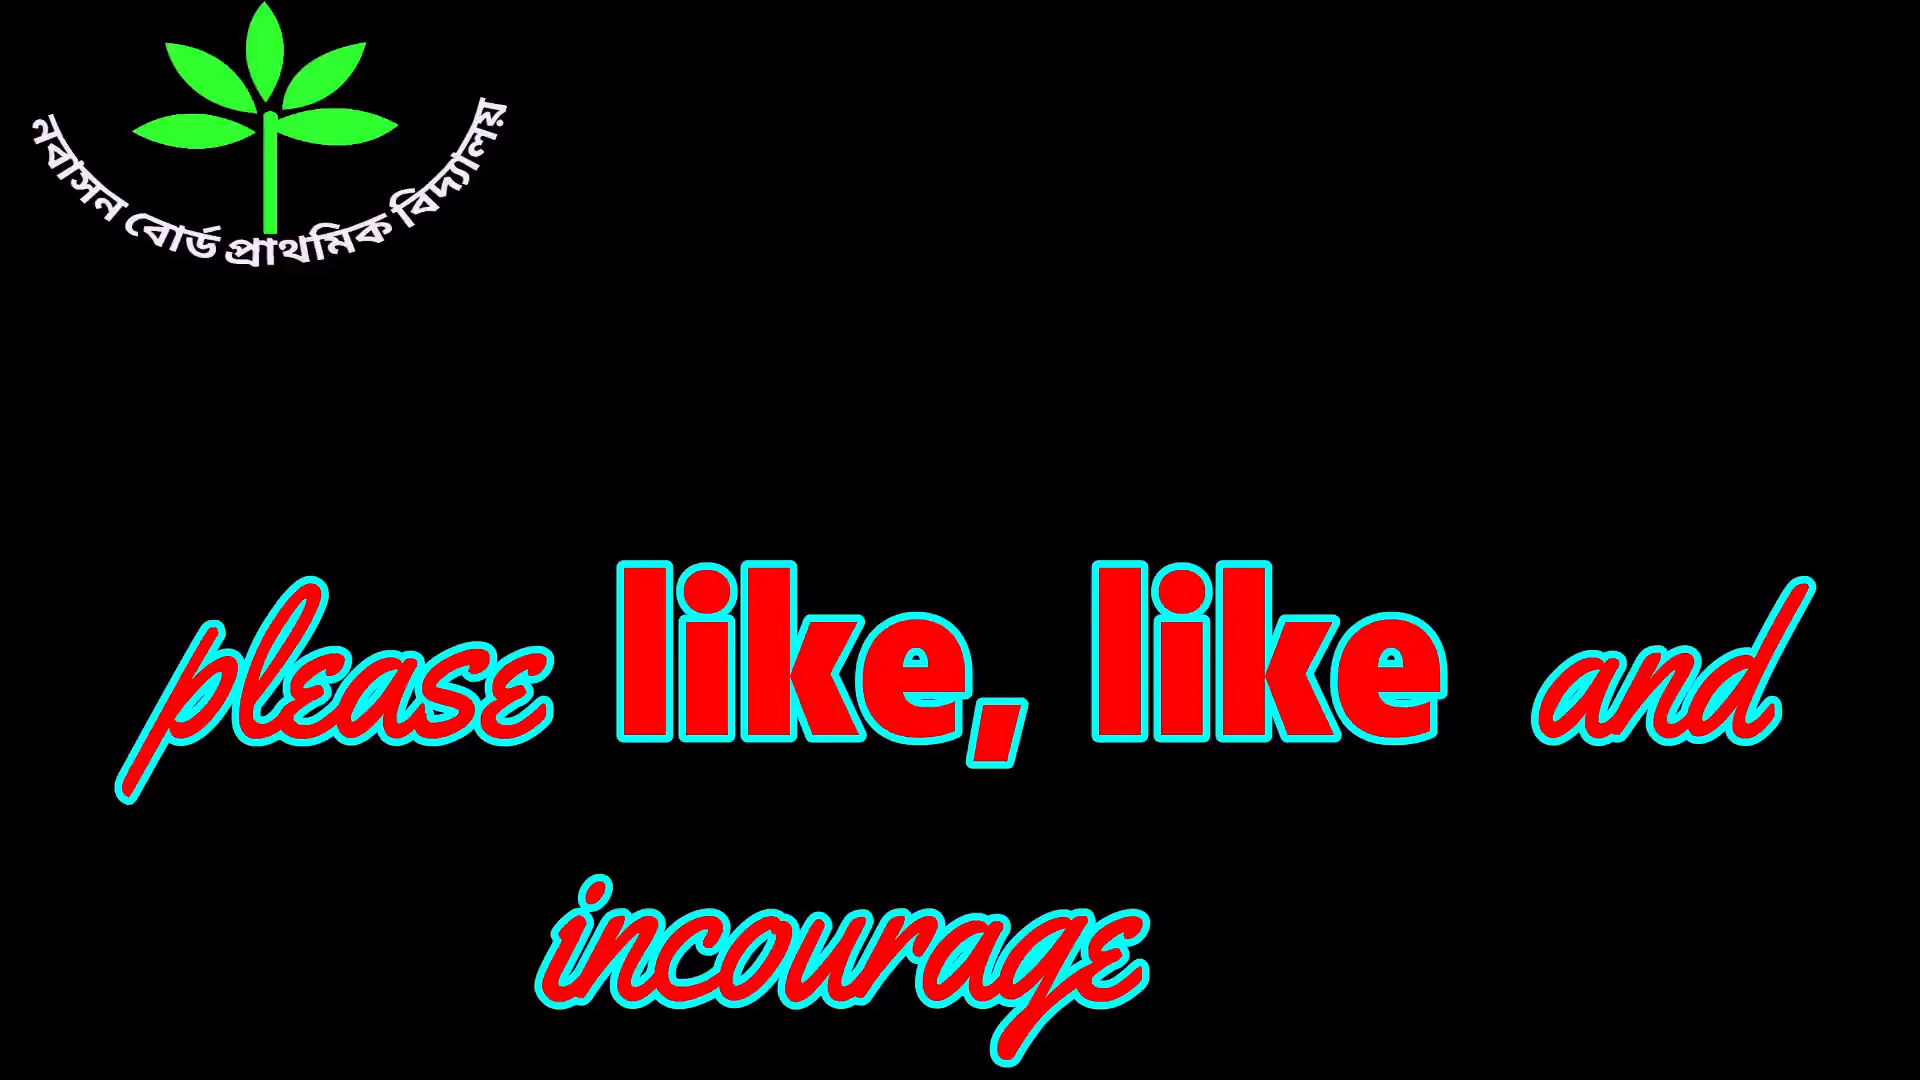 নবাসন বোর্ড প্রাথমিক বিদ্যালয়
please like, like and
incourage